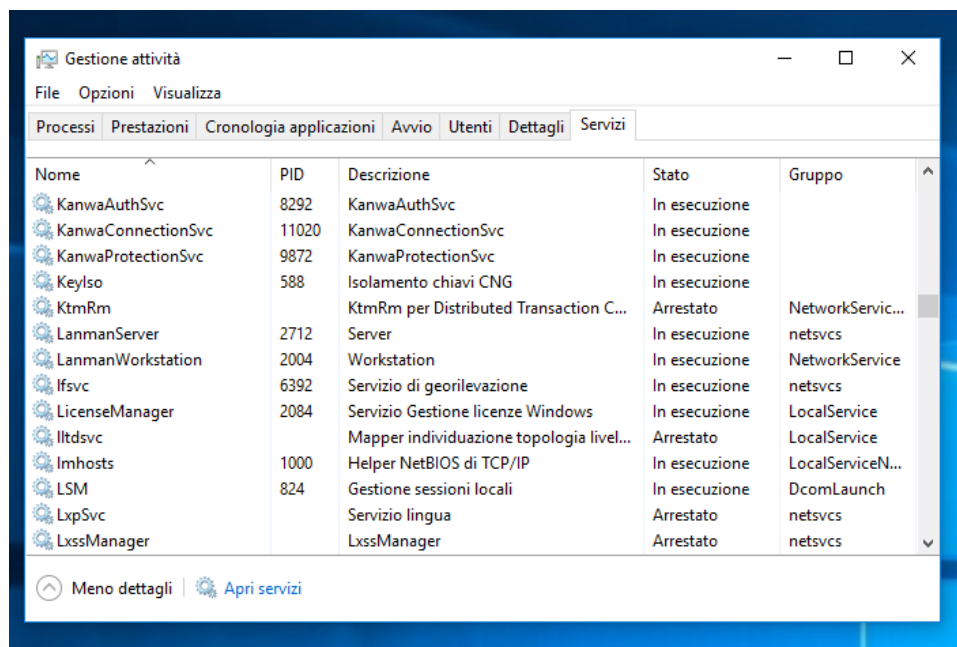 Gestione attività
File Opzioni Visualizza
Processi Prestazioni Cronologia applicazioni Avvio Utenti Dettagli Servizi
Nome PID Descrizione Stato Gruppo
KanwaAuthSvc 8292 KanwaAuthSvc In esecuzione
KanwaConnectionSvc 11020 KanwaConnectionSvc In esecuzione
KanwaProtectionSvc 9872 KanwaProtectionSvc In esecuzione
KeyIso 588 Isolamento chiavi CNG In esecuzione
KtmRm KtmRm per Distributed Transaction C... Arrestato NetworkServic...
LanmanServer 2712 Server In esecuzione netsvcs
LanmanWorkstation 2004 Workstation In esecuzione NetworkService
lfsvc 6392 Servizio di georilevazione In esecuzione netsvcs
LicenseManager 2084 Servizio Gestione licenze Windows In esecuzione LocalService
lltdsvc Mapper individuazione topologia livel... Arrestato LocalService
lmhosts 1000 Helper NetBIOS di TCP/IP In esecuzione LocalServiceN...
LSM 824 Gestione sessioni locali In esecuzione DcomLaunch
LxpSvc Servizio lingua Arrestato netsvcs
LxssManager LxssManager Arrestato netsvcs
Meno dettagli Apri servizi